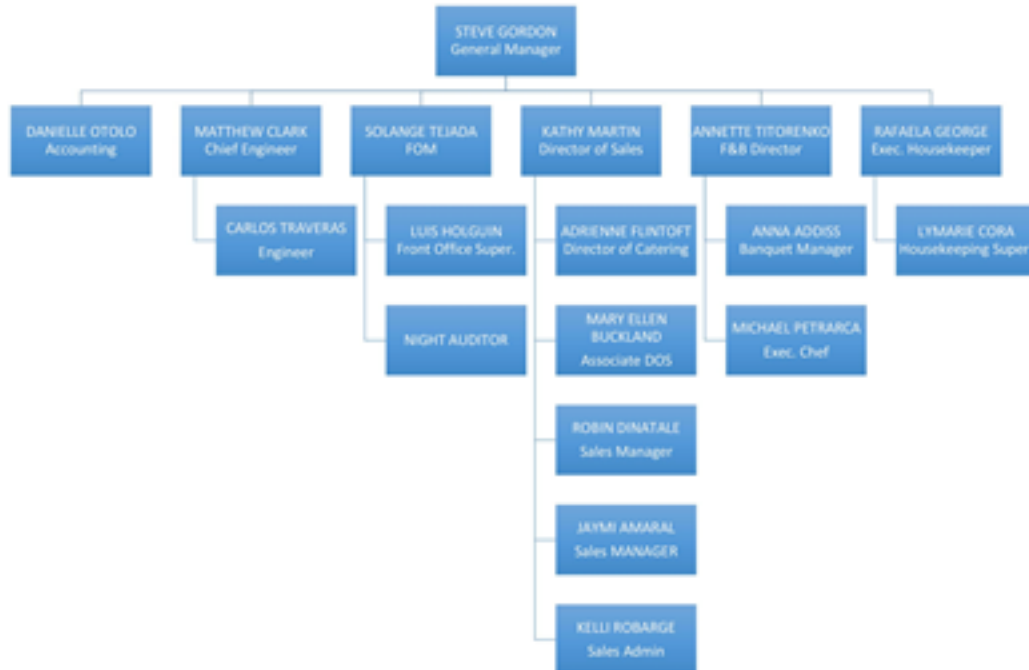 STEVE GORDON
General Manager
DANIELLE OTOLO
Accounting
MATTHEW CLARK
Chief Engineer
SOLANGE TEJADA
FOM
KATHY MARTIN
Director of Sales
ANNETTE TITORENKO
F&B Director
RAFAELA GEORGE
Exec. Housekeeper
CARLOS TRAVERAS
Engineer
LUIS HOLGUIN
Front Office Super.
ADRIENNE FLINTOFT
Director of Catering
ANNA ADDISS
Banquet Manager
LYMARIE CORA
Housekeeping Super
NIGHT AUDITOR
MARY ELLEN
BUCKLAND
Associate DOS
MICHAEL PETRARCA
Exec. Chef
ROBIN DINATALE
Sales Manager
JAYMI AMARAL
Sales MANAGER
KELLI ROBARGE
Sales Admin